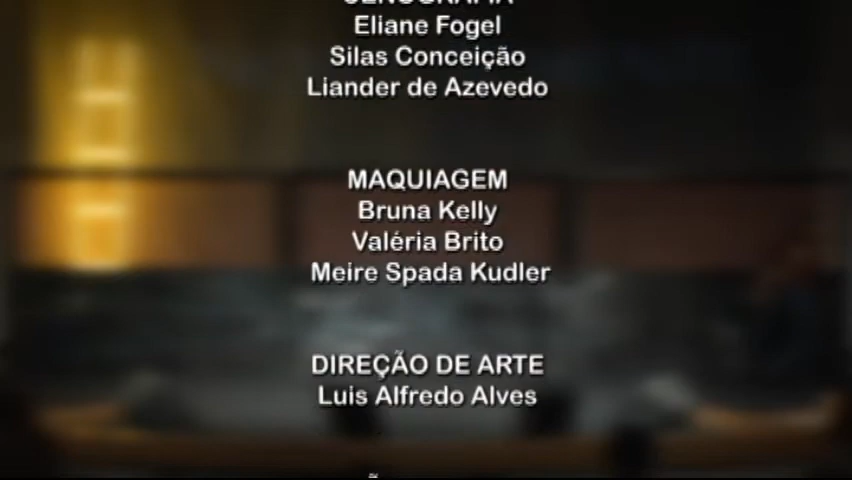 CENOGRAFIA
Eliane Fogel
Silas Conceição
Liander de Azevedo
MAQUIAGEM
Bruna Kelly
Valéria Brito
Meire Spada Kudler
DIREÇÃO DE ARTE
Luis Alfredo Alves